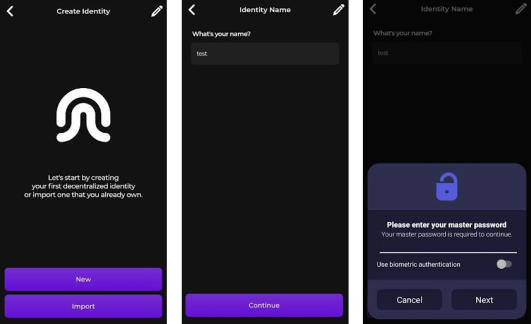 Create Identity
Let's start by creating
your first decentralized identity
or import one that you already own.
New
Import
Identity Name
What's your name?
test
Continue
Identity Name
What's your name?
test
Please enter your master password
Your master password is required to continue.
Use biometric authentication
Cancel
Next